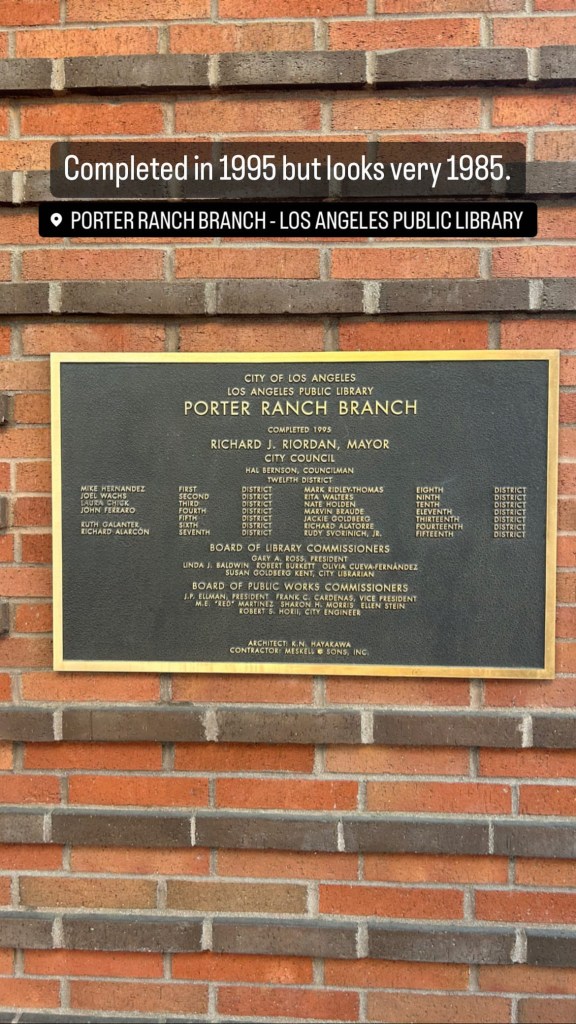 Completed in 1995 but looks very 1985.
PORTER RANCH BRANCH - LOS ANGELES PUBLIC LIBRARY
CITY OF LOS ANGELES
LOS ANGELES PUBLIC LIBRARY
PORTER RANCH BRANCH
COMPLETED 1995
RICHARD J. RIORDAN, MAYOR
CITY COUNCIL
HAL BERNSON, COUNCILMAN
TWELFTH DISTRICT
MIKE HERNANDEZ FIRST DISTRICT MARK RIDLEY-THOMAS EIGHTH DISTRICT
JOEL WACHS SECOND DISTRICT RITA WALTERS NINTH DISTRICT
LAURA CHICK THIRD DISTRICT NATE HOLDEN TENTH DISTRICT
JOHN FERRARO FOURTH DISTRICT MARVIN BRAUDE ELEVENTH DISTRICT
FIFTH DISTRICT JACKIE GOLDBERG THIRTEENTH DISTRICT
RUTH GALANTER SIXTH DISTRICT RICHARD ALATORRE FOURTEENTH DISTRICT
RICHARD ALARCÓN SEVENTH DISTRICT RUDY SVORINICH, JR. FIFTEENTH DISTRICT
BOARD OF LIBRARY COMMISSIONERS
GARY A. ROSS, PRESIDENT
LINDA J. BALDWIN ROBERT BURKETT OLIVIA CUEVA-FERNÁNDEZ
SUSAN GOLDBERG KENT, CITY LIBRARIAN
BOARD OF PUBLIC WORKS COMMISSIONERS
J.P. ELLMAN, PRESIDENT FRANK C. CARDENAS, VICE PRESIDENT
M.E. "RED" MARTINEZ SHARON H. MORRIS ELLEN STEIN
ROBERT S. HORII, CITY ENGINEER
ARCHITECT: K.N. HAYAKAWA
CONTRACTOR: MESKELL & SONS, INC.